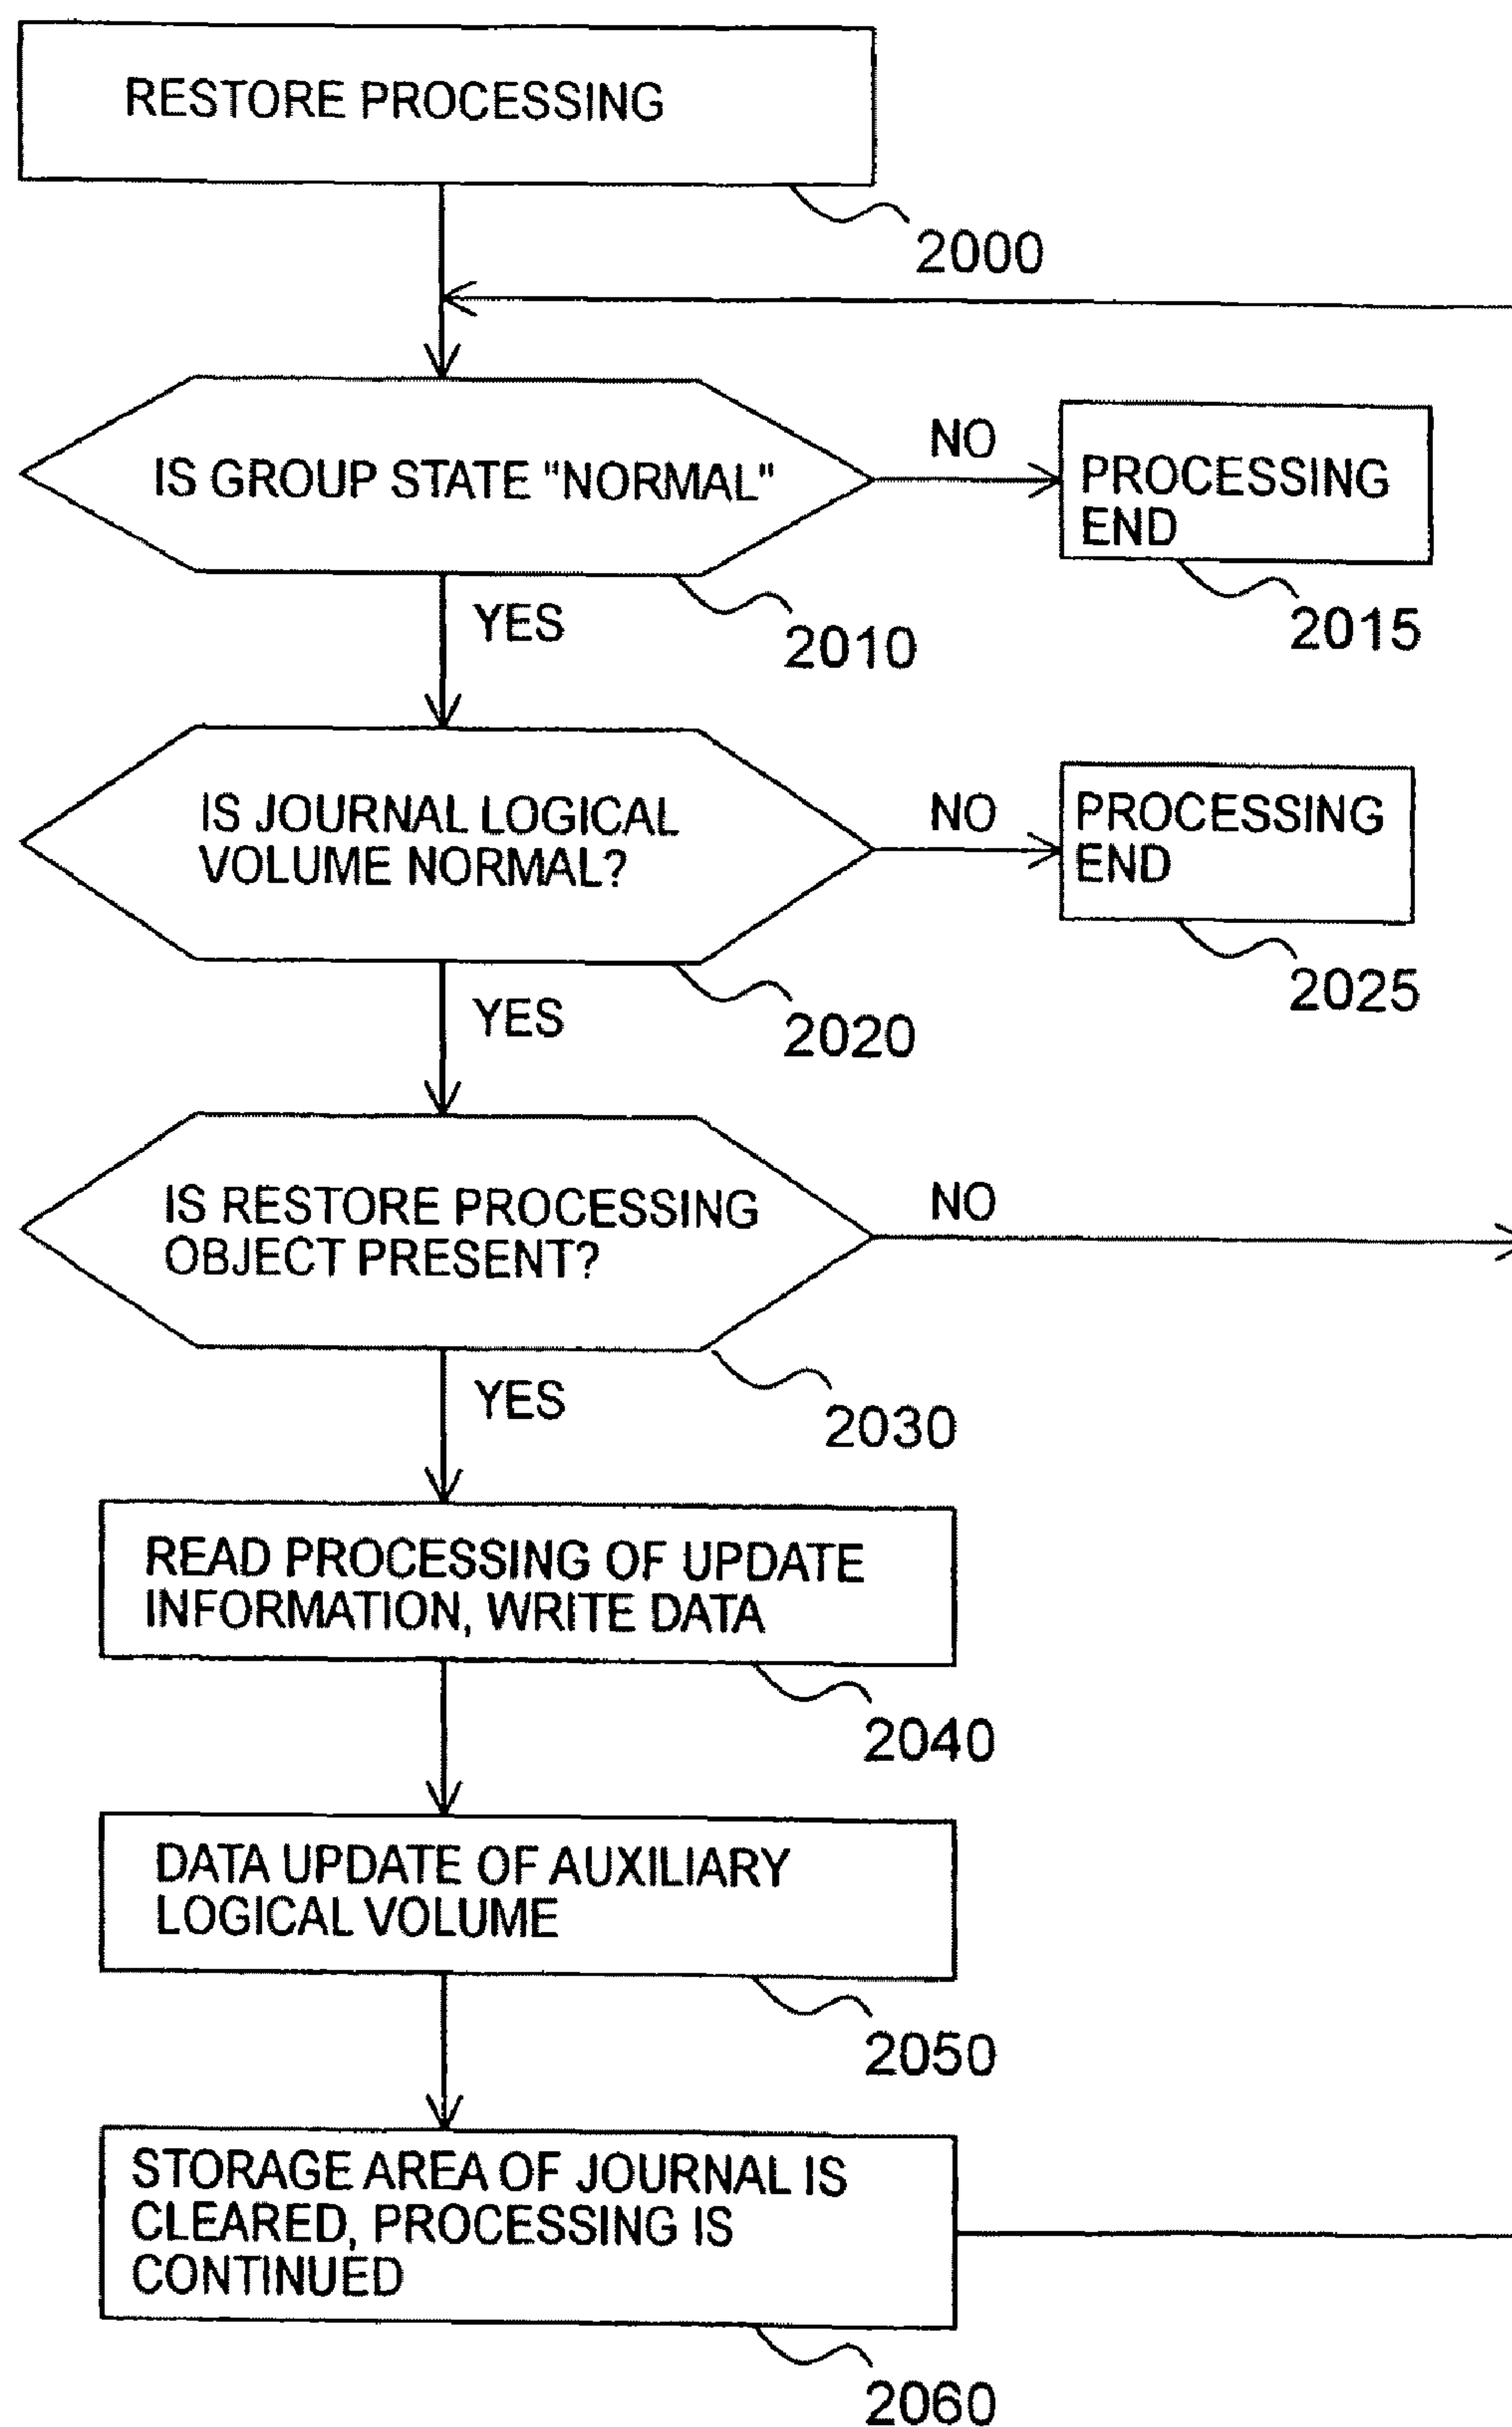 RESTORE PROCESSING
2000
IS GROUP STATE "NORMAL"
NO
PROCESSING
END
2015
YES
2010
IS JOURNAL LOGICAL
VOLUME NORMAL?
NO
PROCESSING
END
2025
YES
2020
IS RESTORE PROCESSING
OBJECT PRESENT?
NO
YES
2030
READ PROCESSING OF UPDATE
INFORMATION, WRITE DATA
2040
DATA UPDATE OF AUXILIARY
LOGICAL VOLUME
2050
STORAGE AREA OF JOURNAL IS
CLEARED, PROCESSING IS
CONTINUED
2060